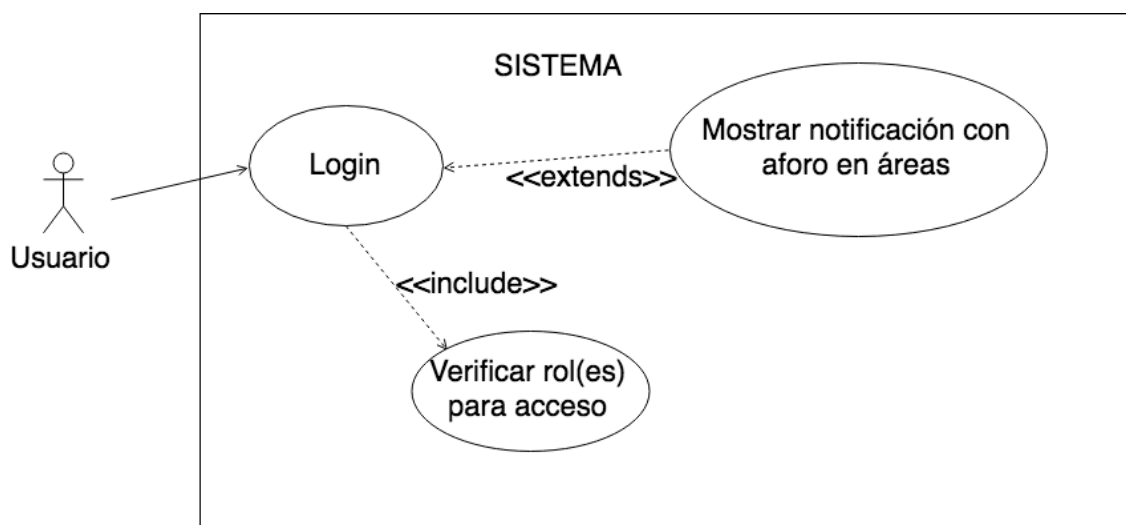 SISTEMA
Mostrar notificación con
aforo en áreas
Login
<<extends>>
Usuario
<<include>>
Verificar rol(es)
para acceso